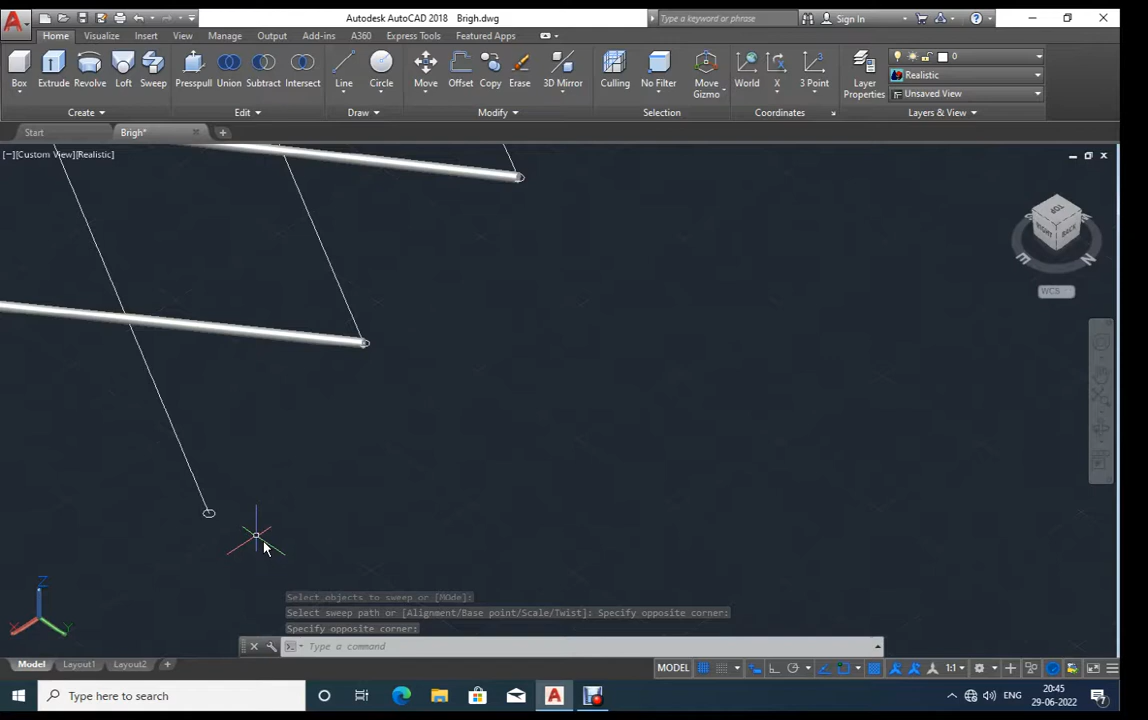 Autodesk AutoCAD 2018 Brigh.dwg
Type a keyword or phrase
Sign In
Home Visualize Insert View Manage Output Add-ins A360 Express Tools Featured Apps
Box Extrude Revolve Loft Sweep Presspull Union Subtract Intersect Line Circle Move Offset Copy Erase 3D Mirror Culling No Filter Move Gizmo World X 3 Point Layer Properties
0
Realistic
Unsaved View
Create Edit Draw Modify Selection Coordinates Layers & View
Start Brigh*
[−][Custom View][Realistic]
TOP
RIGHT BACK
E N
WCS
Select objects to sweep or [MOde]:
Select sweep path or [Alignment/Base point/Scale/Twist]: Specify opposite corner:
Specify opposite corner:
Type a command
Z
X Y
Model Layout1 Layout2 +
MODEL 1:1
Type here to search
ENG
20:45
29-06-2022
7